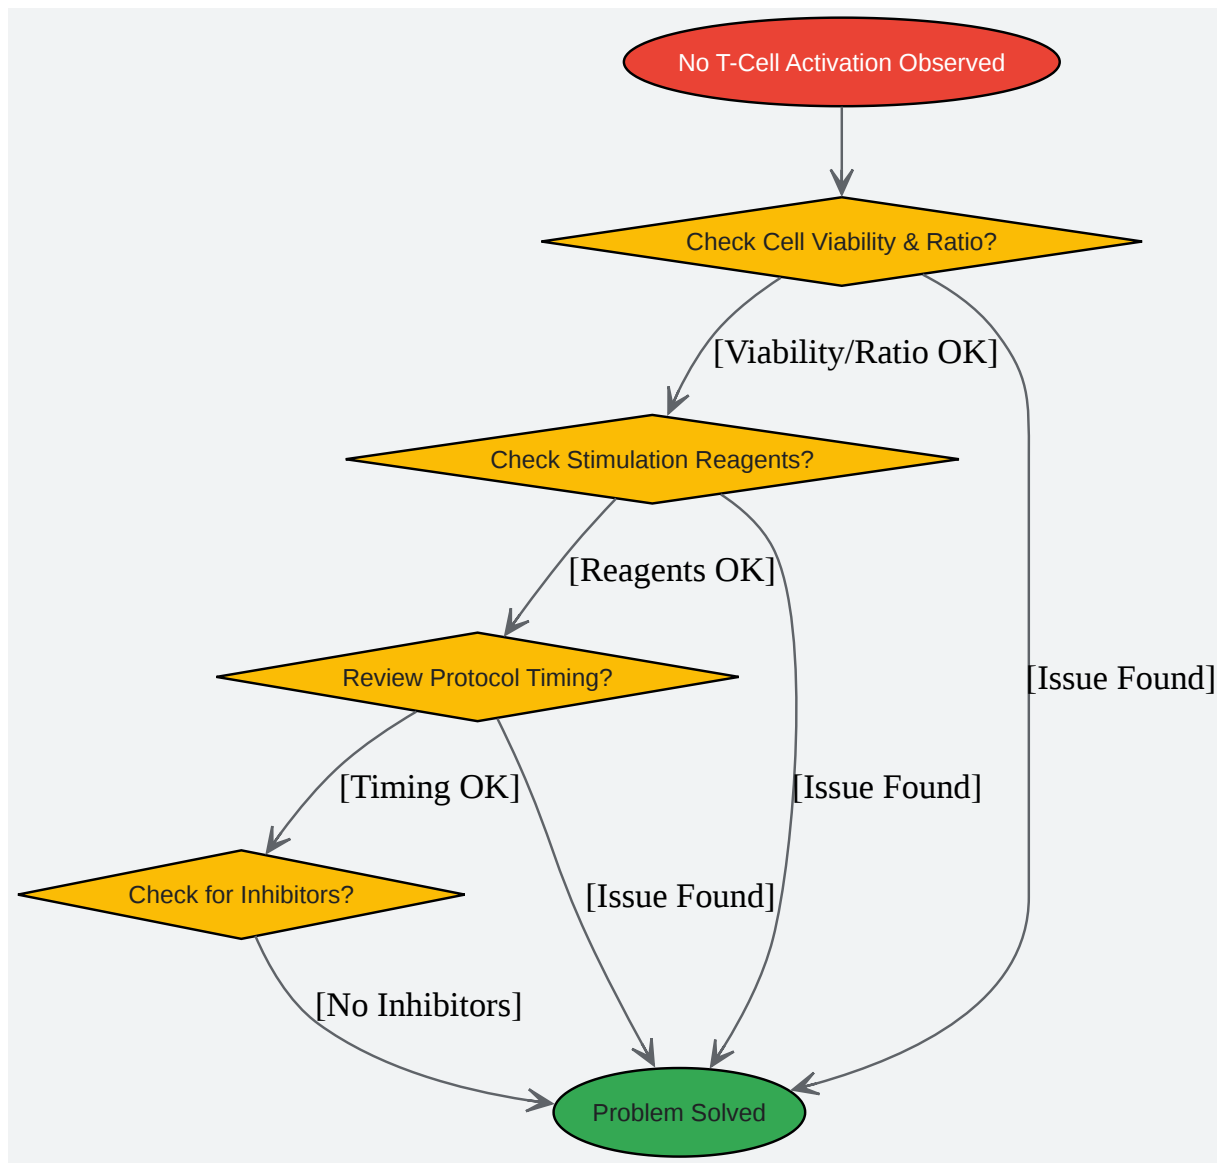 No T-Cell Activation Observed
Check Cell Viability & Ratio?
[Viability/Ratio OK]
Check Stimulation Reagents?
[Reagents OK]
Review Protocol Timing?
[Issue Found]
[Timing OK]
[Issue Found]
Check for Inhibitors?
[Issue Found]
[No Inhibitors]
Problem Solved